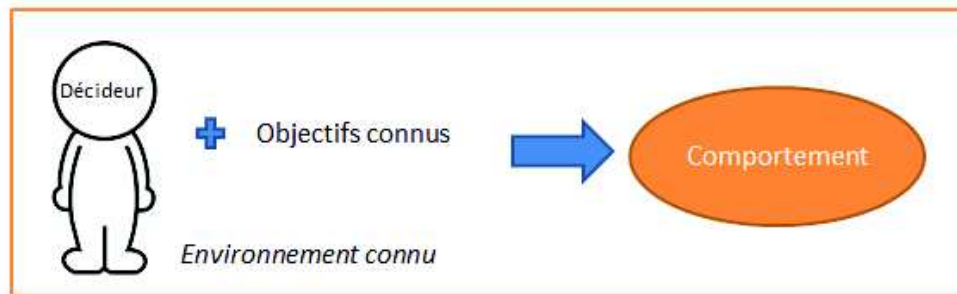 Décideur
Objectifs connus
Comportement
Environnement connu